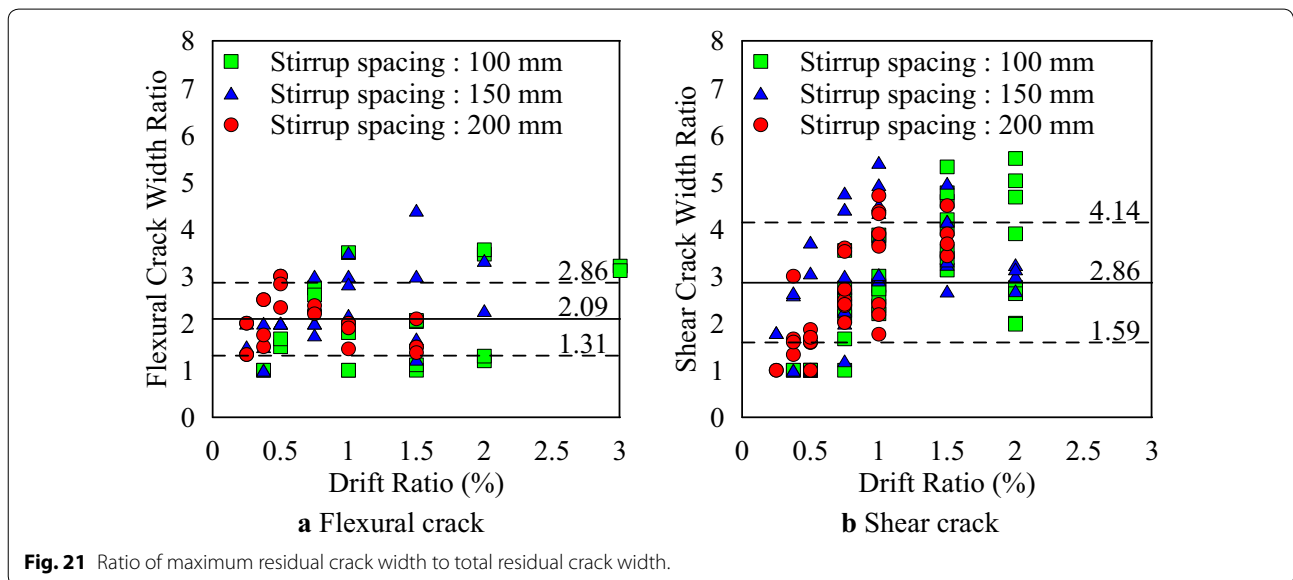 8
7
6
5
4
3
2
1
0
Flexural Crack Width Ratio
Stirrup spacing : 100 mm
Stirrup spacing : 150 mm
Stirrup spacing : 200 mm
2.86
2.09
1.31
0 0.5 1 1.5 2 2.5 3
Drift Ratio (%)
a Flexural crack
8
7
6
5
4
3
2
1
0
Shear Crack Width Ratio
Stirrup spacing : 100 mm
Stirrup spacing : 150 mm
Stirrup spacing : 200 mm
4.14
2.86
1.59
0 0.5 1 1.5 2 2.5 3
Drift Ratio (%)
b Shear crack
Fig. 21 Ratio of maximum residual crack width to total residual crack width.